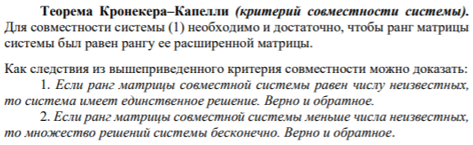 Теорема Кронекера–Капелли (критерий совместности системы).
Для совместности системы (1) необходимо и достаточно, чтобы ранг матрицы
системы был равен рангу ее расширенной матрицы.
Как следствия из вышеприведенного критерия совместности можно доказать:
1. Если ранг матрицы совместной системы равен числу неизвестных,
то система имеет единственное решение. Верно и обратное.
2. Если ранг матрицы совместной системы меньше числа неизвестных,
то множество решений системы бесконечно. Верно и обратное.